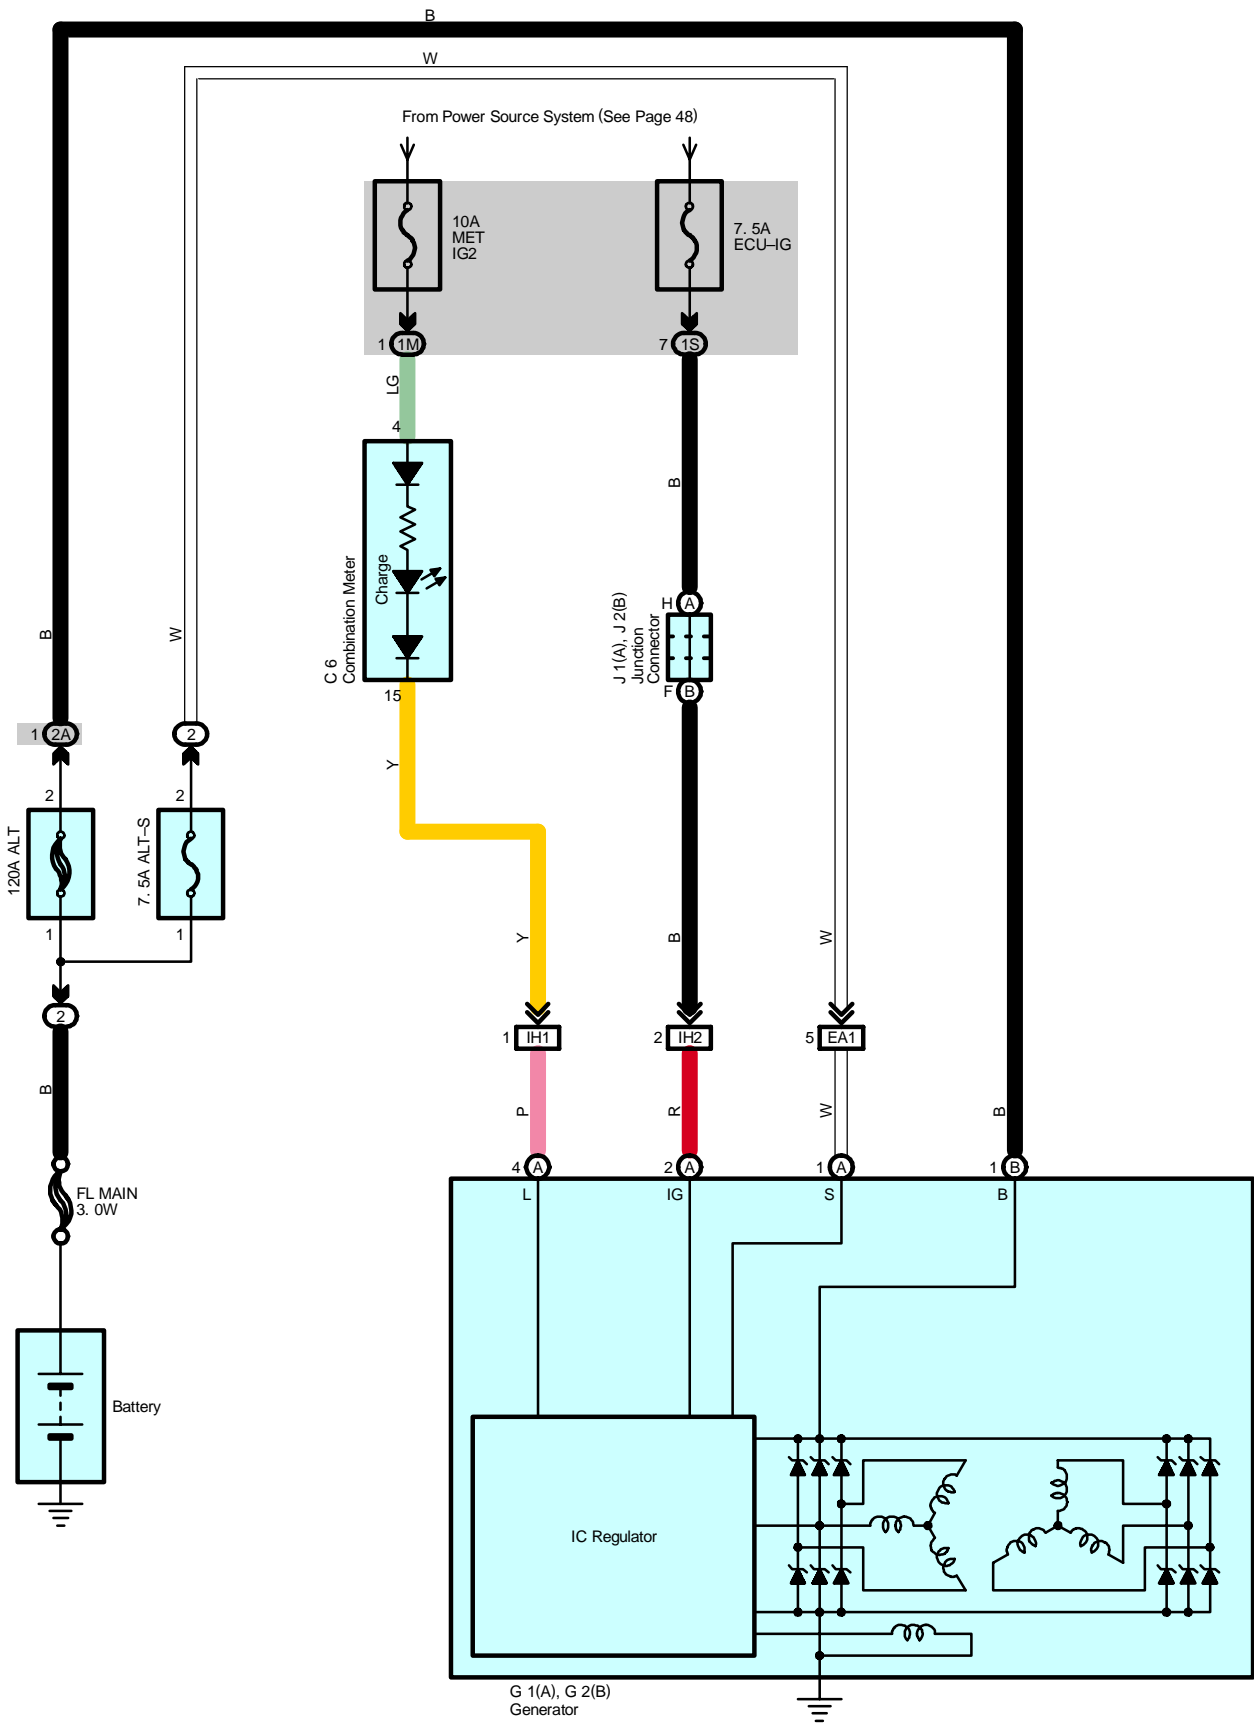 B
W
From Power Source System (See Page 48)
10A
MET
IG2
7. 5A
ECU–IG
1 1M
7 1S
LG
4
B
C 6
Combination Meter
Charge
H A
J 1(A), J 2(B)
Junction
Connector
F B
15
B
W
1 2A
2
Y
2
2
120A ALT
7. 5A ALT–S
1
1
Y
B
W
2
1 IH1
2 IH2
5 EA1
B
P
R
W
B
4 A
2 A
1 A
1 B
L
IG
S
B
FL MAIN
3. 0W
Battery
IC Regulator
G 1(A), G 2(B)
Generator